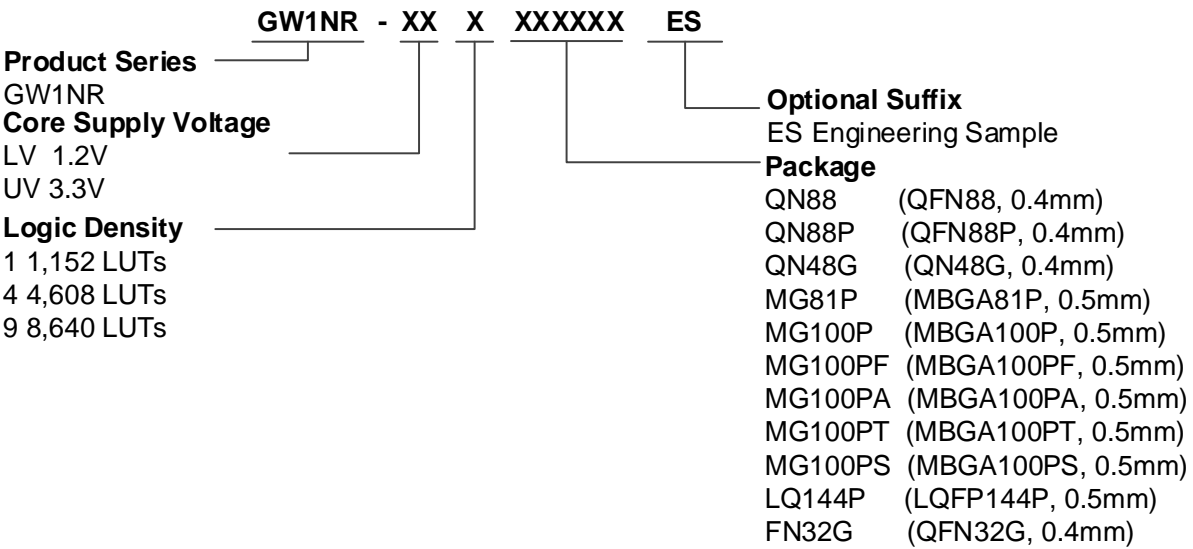 GW1NR - XX X XXXXXX ES
Product Series
GW1NR
Core Supply Voltage
LV 1.2V
UV 3.3V
Logic Density
1 1,152 LUTs
4 4,608 LUTs
9 8,640 LUTs
Optional Suffix
ES Engineering Sample
Package
QN88 (QFN88, 0.4mm)
QN88P (QFN88P, 0.4mm)
QN48G (QN48G, 0.4mm)
MG81P (MBGA81P, 0.5mm)
MG100P (MBGA100P, 0.5mm)
MG100PF (MBGA100PF, 0.5mm)
MG100PA (MBGA100PA, 0.5mm)
MG100PT (MBGA100PT, 0.5mm)
MG100PS (MBGA100PS, 0.5mm)
LQ144P (LQFP144P, 0.5mm)
FN32G (QFN32G, 0.4mm)